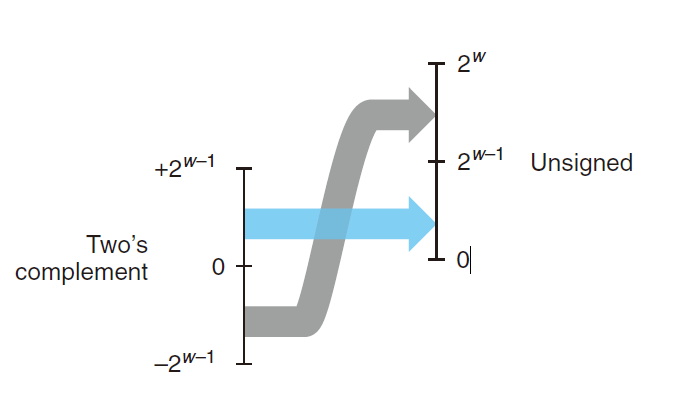 2^w
+2^{w–1}
2^{w–1}
Unsigned
Two’s
complement
0
0
–2^{w–1}